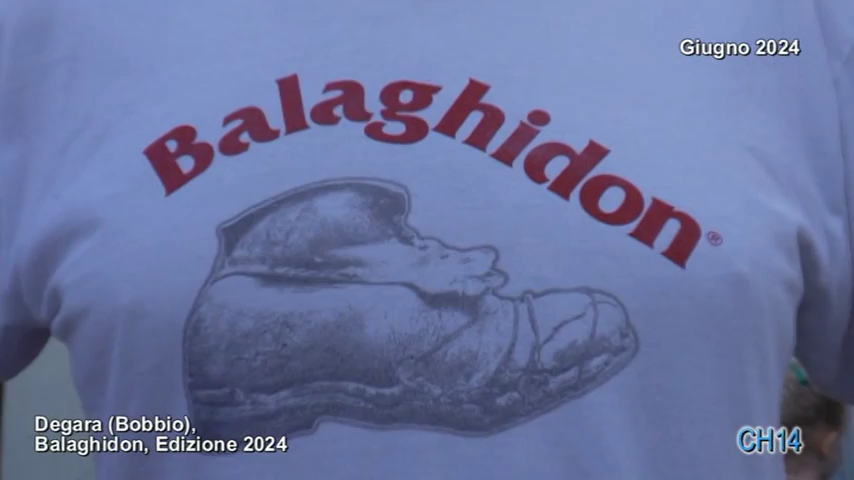 Giugno 2024
Balaghidon®
Degara (Bobbio),
Balaghidon, Edizione 2024
CH14